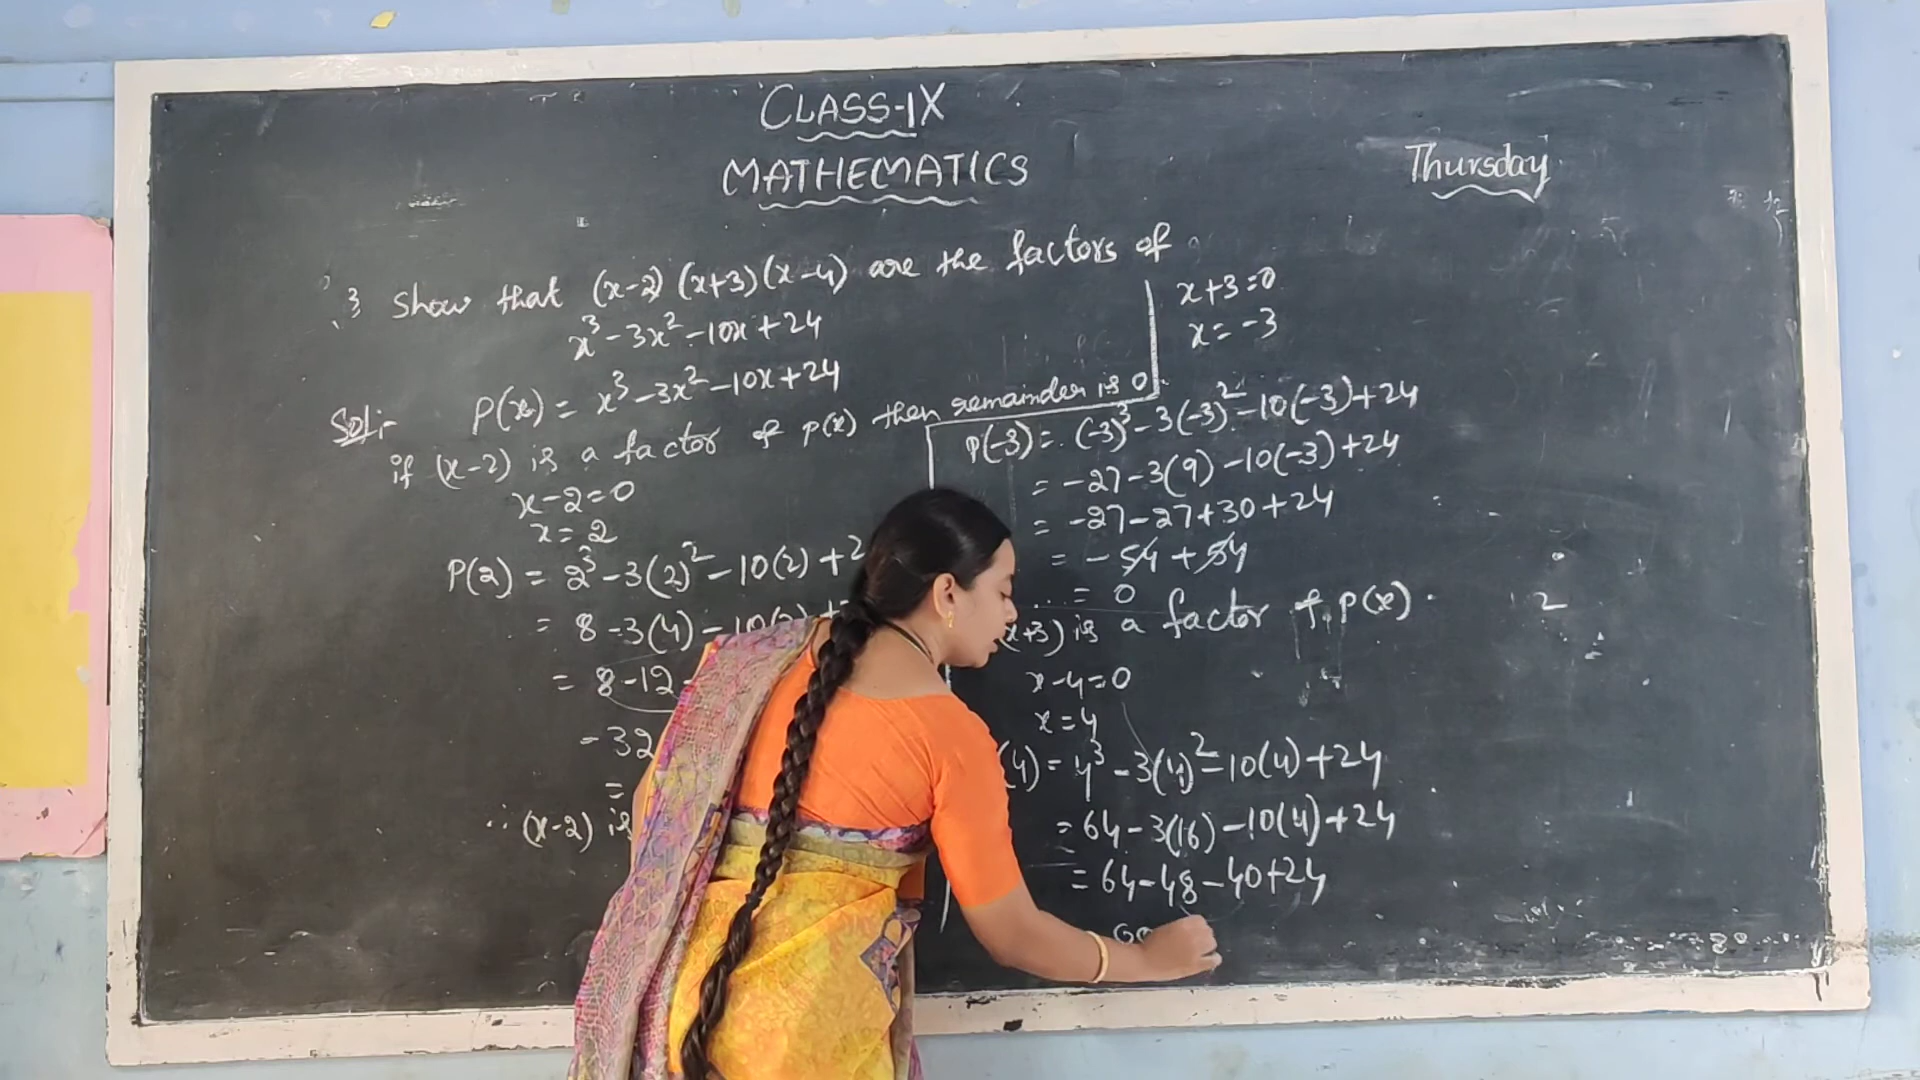 CLASS-IX
MATHEMATICS
Thursday
3 Show that (x-2) (x+3) (x-4) are the factors of
x³-3x²-10x+24
Sol:- P(x) = x³-3x²-10x+24
if (x-2) is a factor of P(x) then remainder is 0.
x-2=0
x=2
P(2) = 2³-3(2)²-10(2)+2
= 8-3(4)-10(2)+
= 8-12-
-32
=
∴ (x-2) is
x+3=0
x=-3
P(-3) = (-3)³-3(-3)²-10(-3)+24
= -27-3(9)-10(-3)+24
= -27-27+30+24
= -54+54
= 0
(x+3) is a factor of P(x).
x-4=0
x=4
(4) = 4³-3(4)²-10(4)+24
= 64-3(16)-10(4)+24
= 64-48-40+24